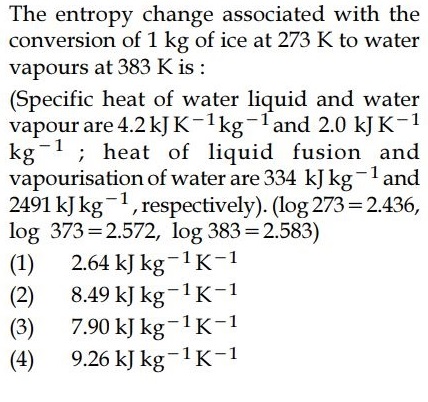 The entropy change associated with the
conversion of 1 kg of ice at 273 K to water
vapours at 383 K is :
(Specific heat of water liquid and water
vapour are 4.2 kJ K⁻¹ kg⁻¹ and 2.0 kJ K⁻¹
kg⁻¹ ; heat of liquid fusion and
vapourisation of water are 334 kJ kg⁻¹ and
2491 kJ kg⁻¹, respectively). (log 273 = 2.436,
log 373 = 2.572, log 383 = 2.583)
(1) 2.64 kJ kg⁻¹ K⁻¹
(2) 8.49 kJ kg⁻¹ K⁻¹
(3) 7.90 kJ kg⁻¹ K⁻¹
(4) 9.26 kJ kg⁻¹ K⁻¹